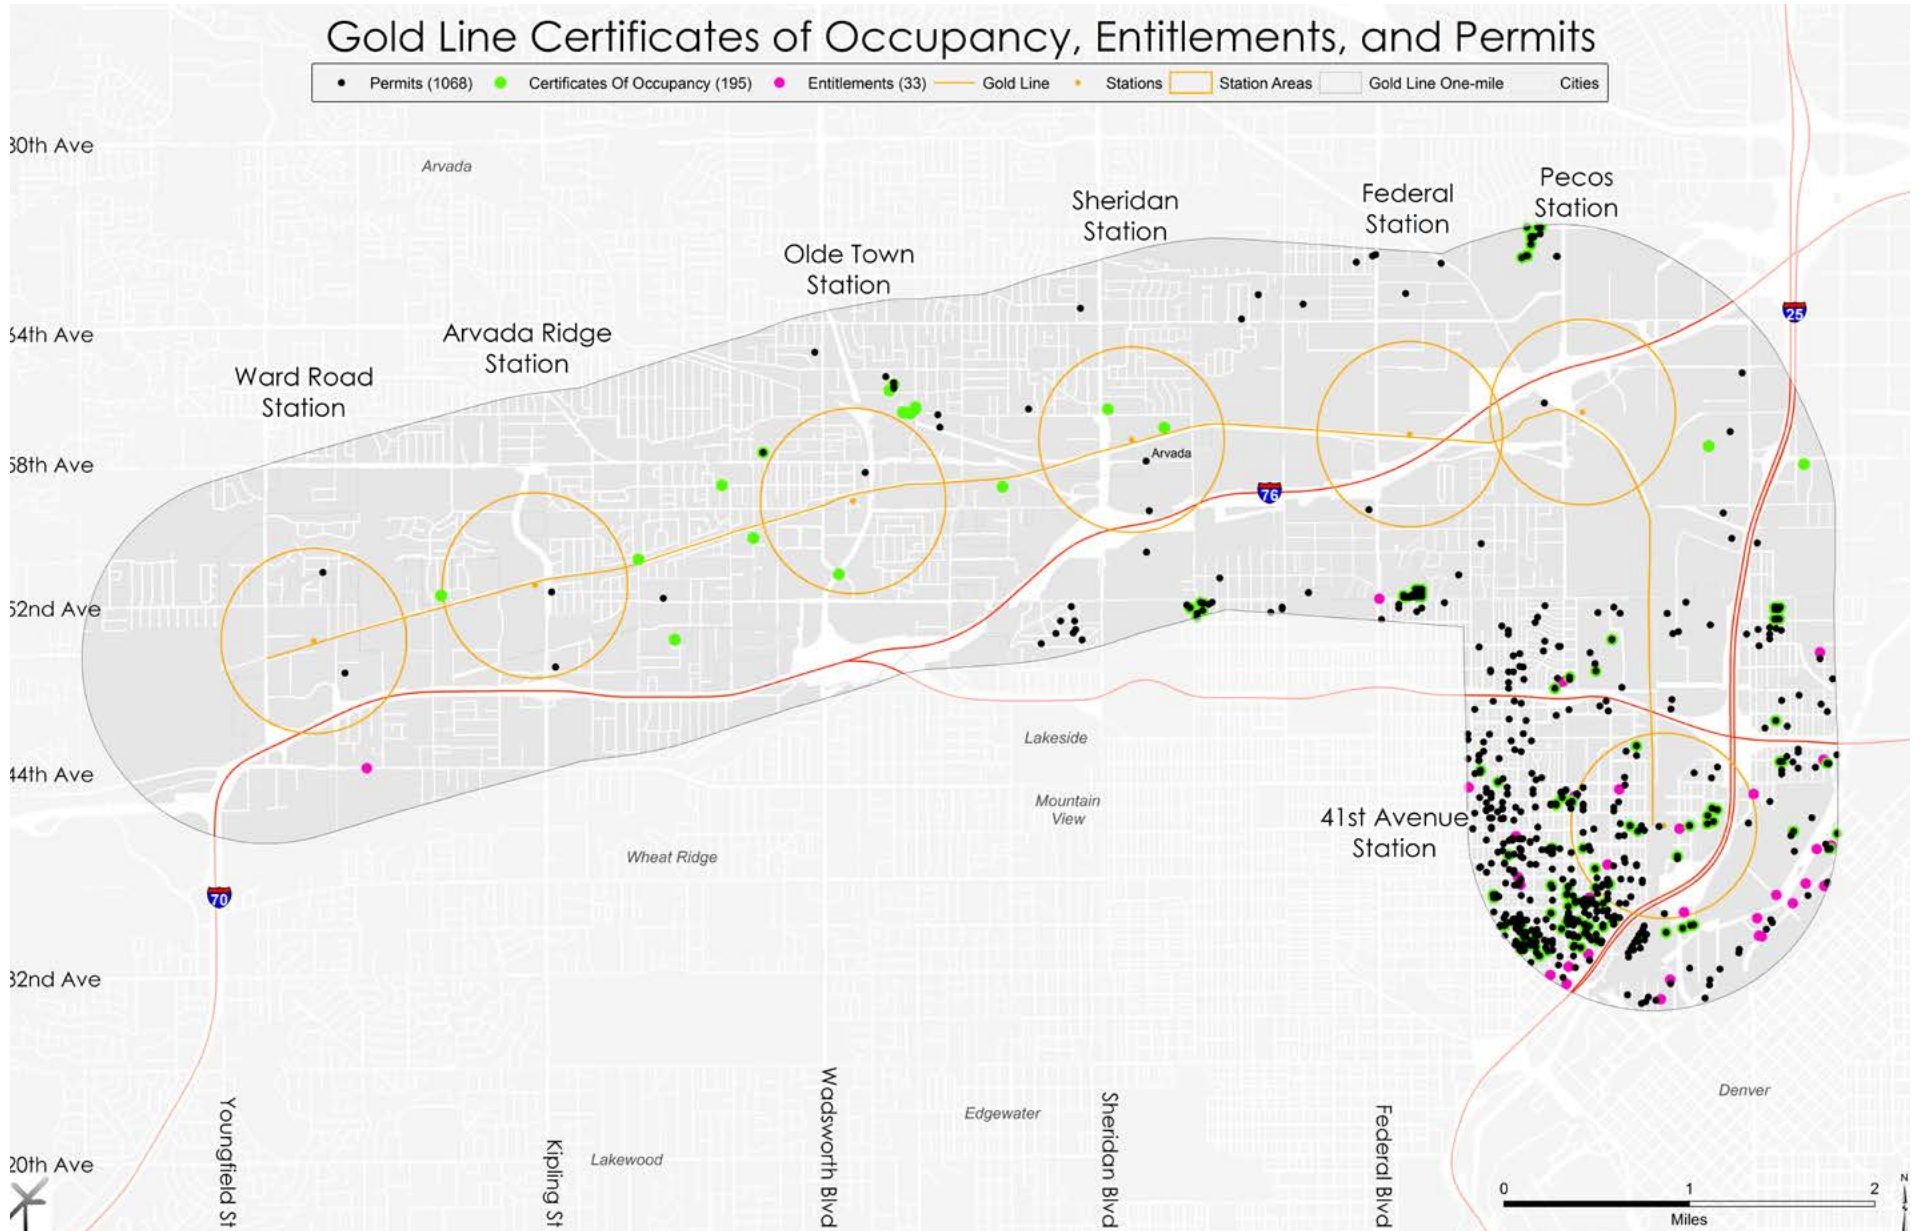 Gold Line Certificates of Occupancy, Entitlements, and Permits
Permits (1068) Certificates Of Occupancy (195) Entitlements (33) Gold Line Stations Station Areas Gold Line One-mile Cities
80th Ave
Arvada
Pecos
Station
Federal
Station
Sheridan
Station
Olde Town
Station
25
64th Ave
Arvada Ridge
Station
Ward Road
Station
58th Ave
Arvada
76
52nd Ave
Lakeside
44th Ave
Mountain
View
41st Avenue
Station
Wheat Ridge
70
32nd Ave
Denver
Edgewater
Lakewood
20th Ave
Youngfield St
Kipling St
Wadsworth Blvd
Sheridan Blvd
Federal Blvd
0 1 2
Miles
N